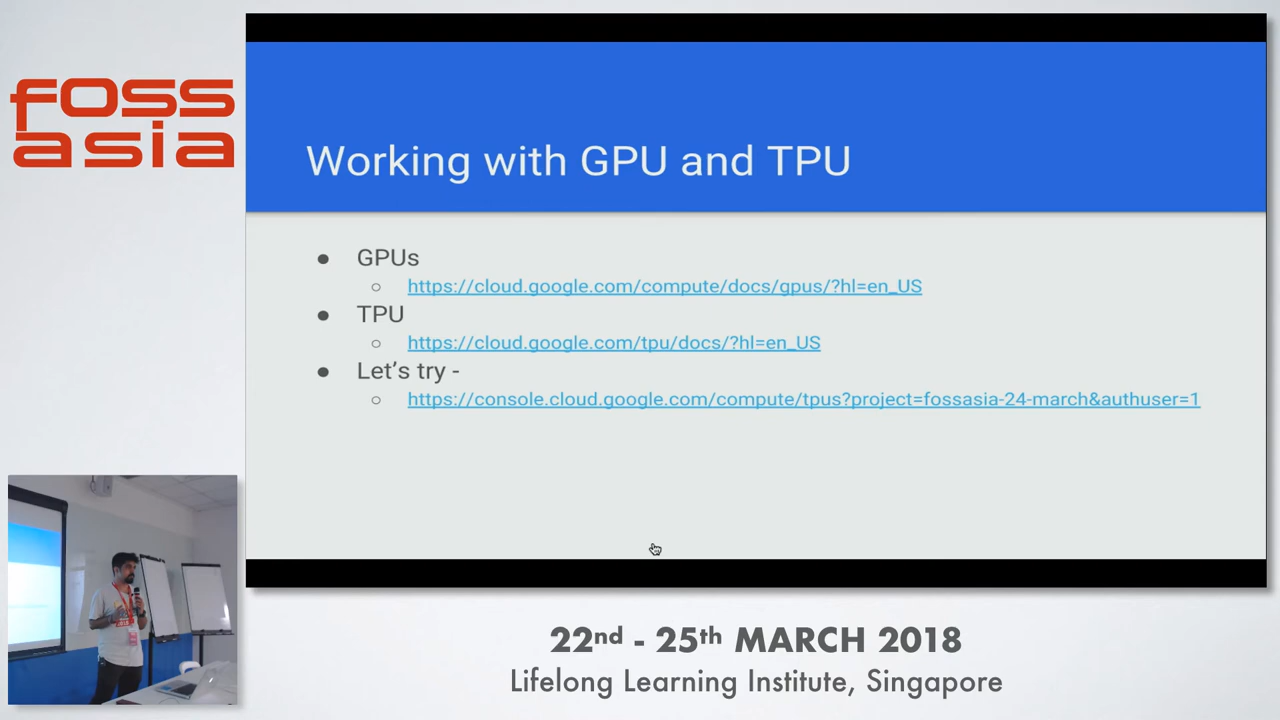 foss
asia
Working with GPU and TPU
● GPUs
○ https://cloud.google.com/compute/docs/gpus/?hl=en_US
● TPU
○ https://cloud.google.com/tpu/docs/?hl=en_US
● Let’s try -
○ https://console.cloud.google.com/compute/tpus?project=fossasia-24-march&authuser=1
22nd - 25th MARCH 2018
Lifelong Learning Institute, Singapore